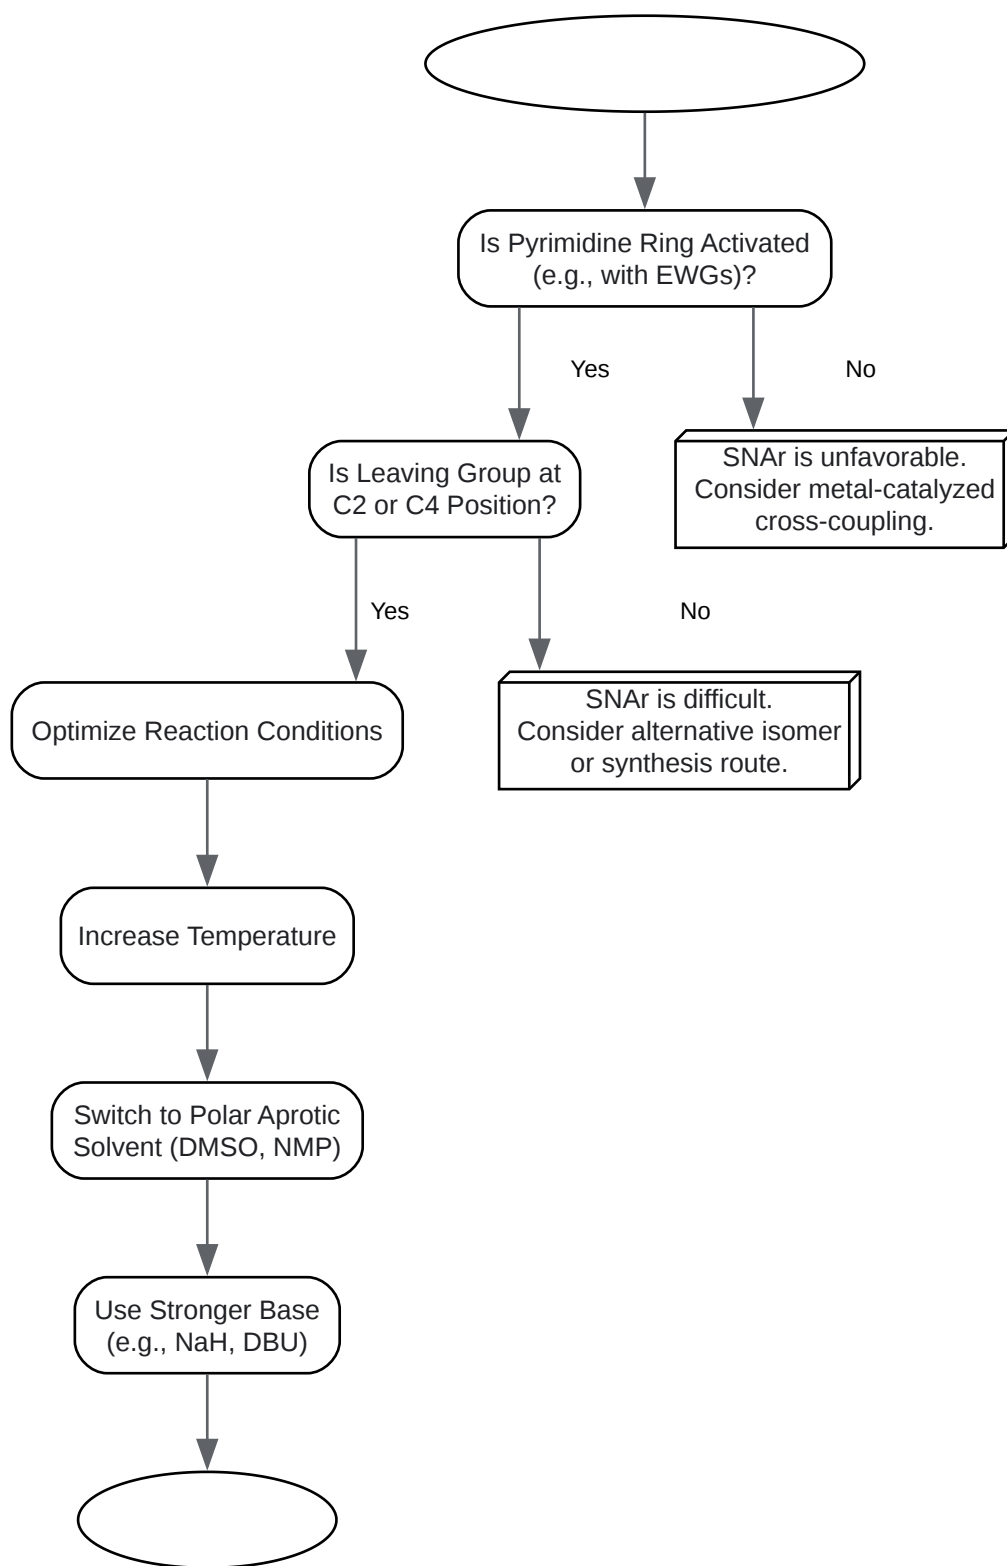 Is Pyrimidine Ring Activated
(e.g., with EWGs)?
Yes
No
Is Leaving Group at
C2 or C4 Position?
SNAr is unfavorable.
Consider metal-catalyzed
cross-coupling.
Yes
No
Optimize Reaction Conditions
SNAr is difficult.
Consider alternative isomer
or synthesis route.
Increase Temperature
Switch to Polar Aprotic
Solvent (DMSO, NMP)
Use Stronger Base
(e.g., NaH, DBU)